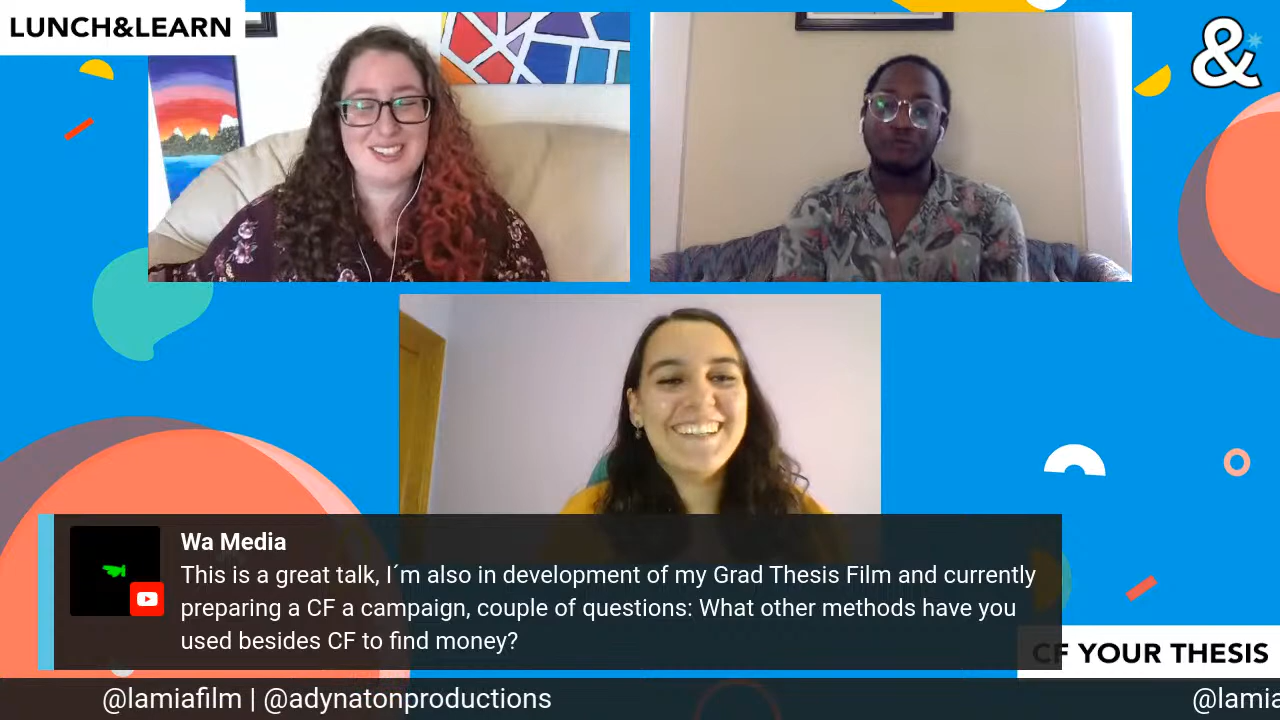 LUNCH&LEARN
&
Wa Media
This is a great talk, I´m also in development of my Grad Thesis Film and currently
preparing a CF a campaign, couple of questions: What other methods have you
used besides CF to find money?
CF YOUR THESIS
@lamiafilm | @adynatonproductions
@lamia